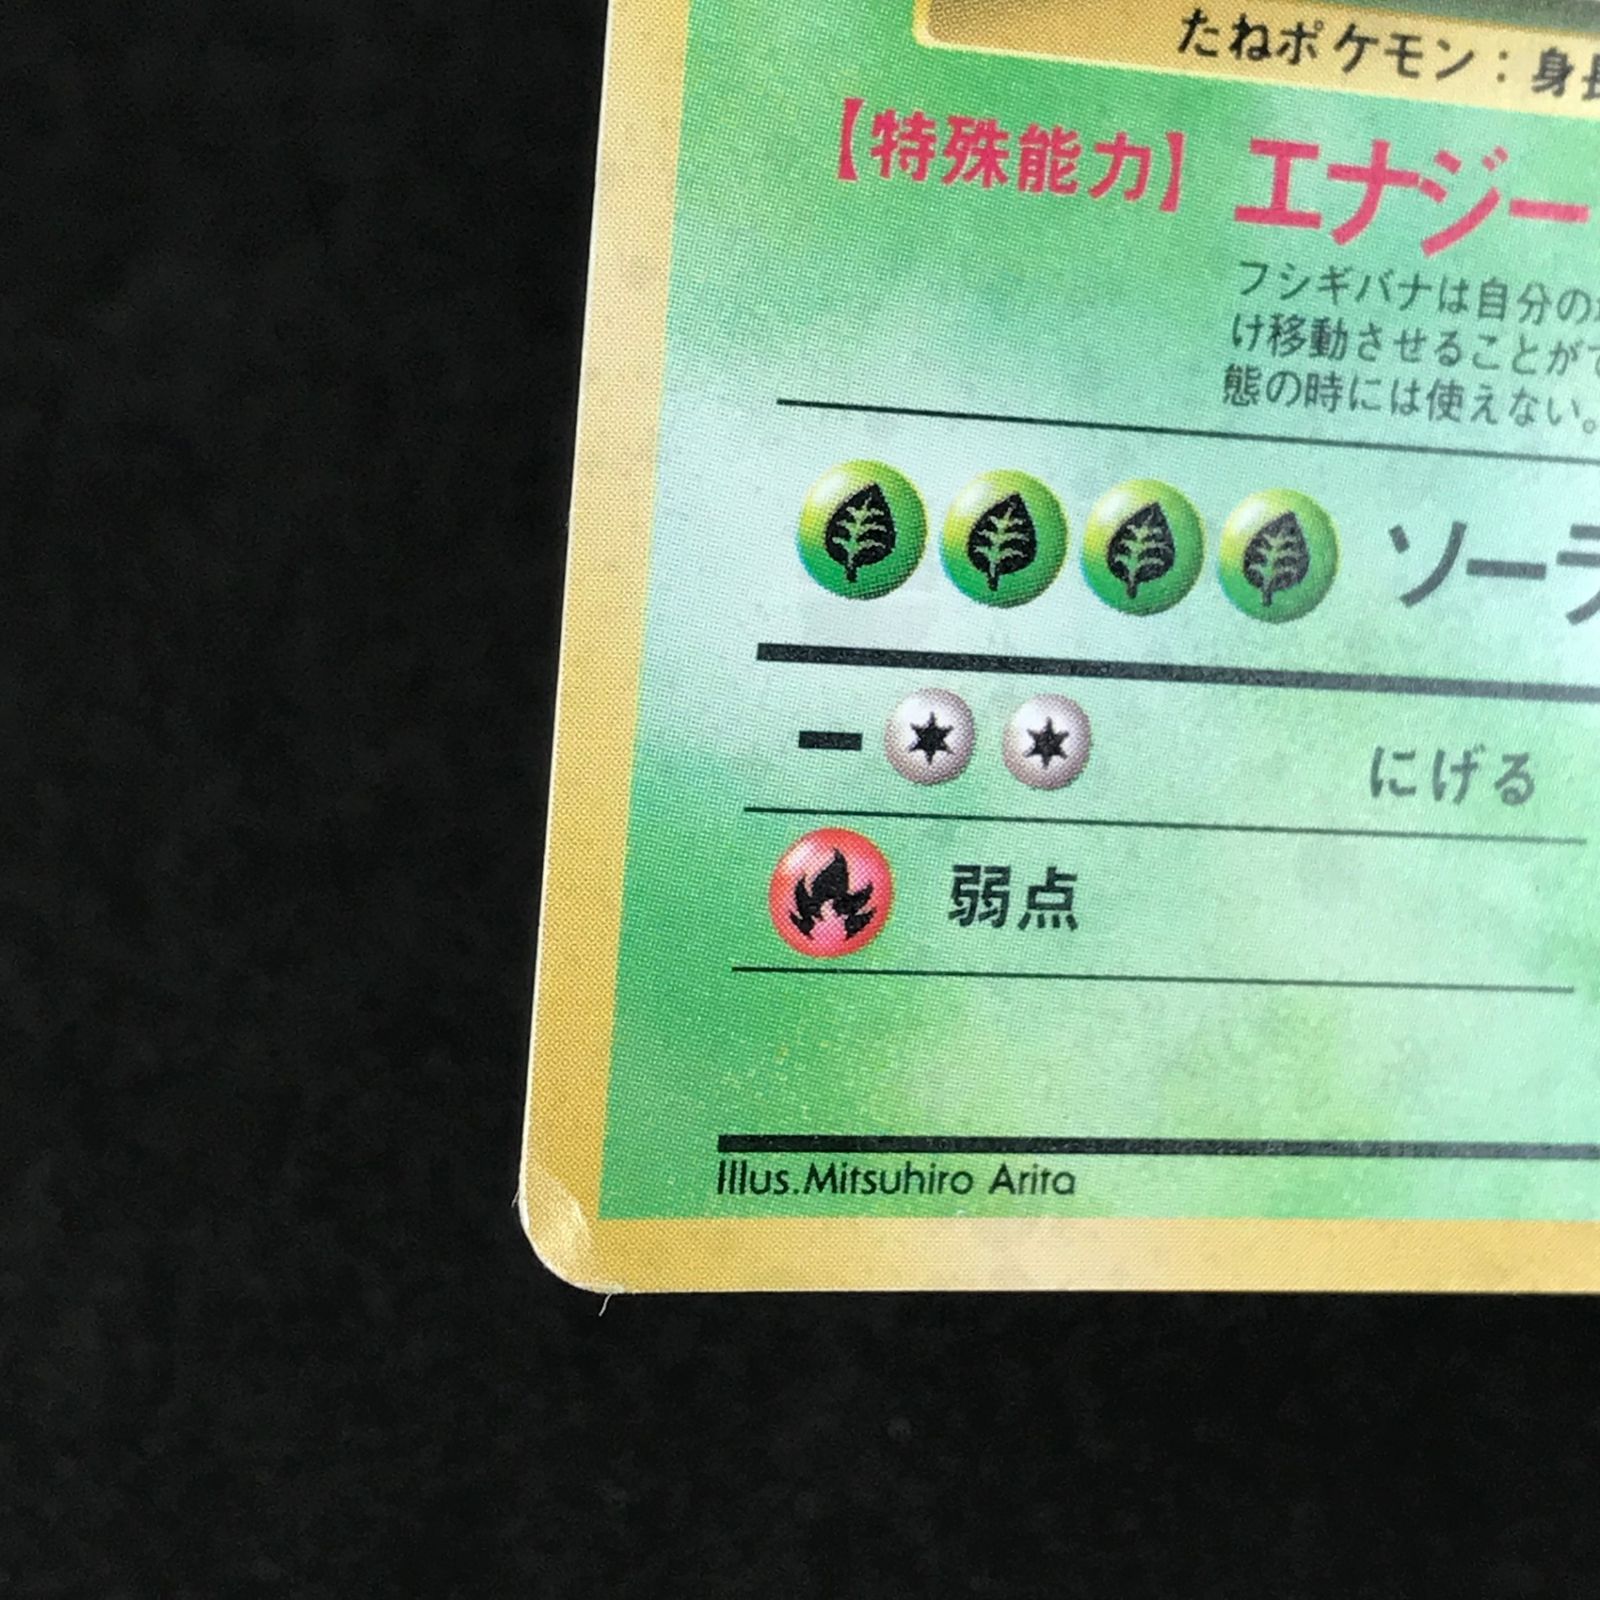 たねポケモン：身長
【特殊能力】 エナジー
フシギバナは自分の
け移動させることがで
態の時には使えない。
ソーラ
にげる
弱点
Illus.Mitsuhiro Arita